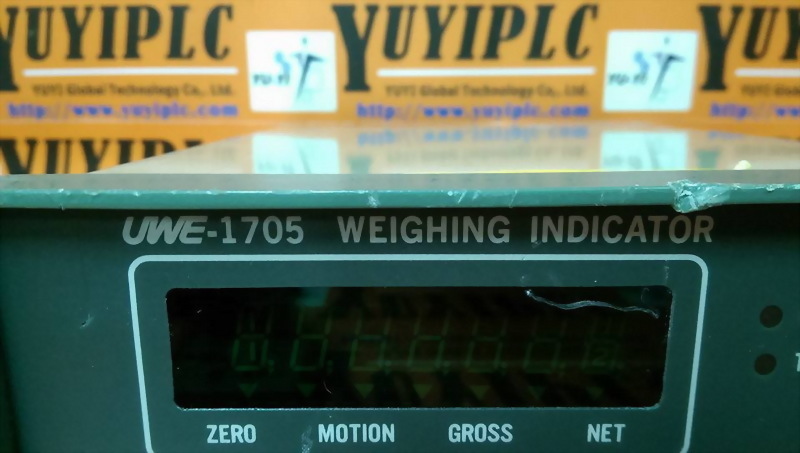 YUYIPLC YUYIPLC
YUYI Global Technology Co,. Ltd. YUYI Global Technology Co,. Ltd.
http://www.yuyiplc.com http://www.yuyiplc.com
YUYIPLC
UWE-1705 WEIGHING INDICATOR
ZERO MOTION GROSS NET